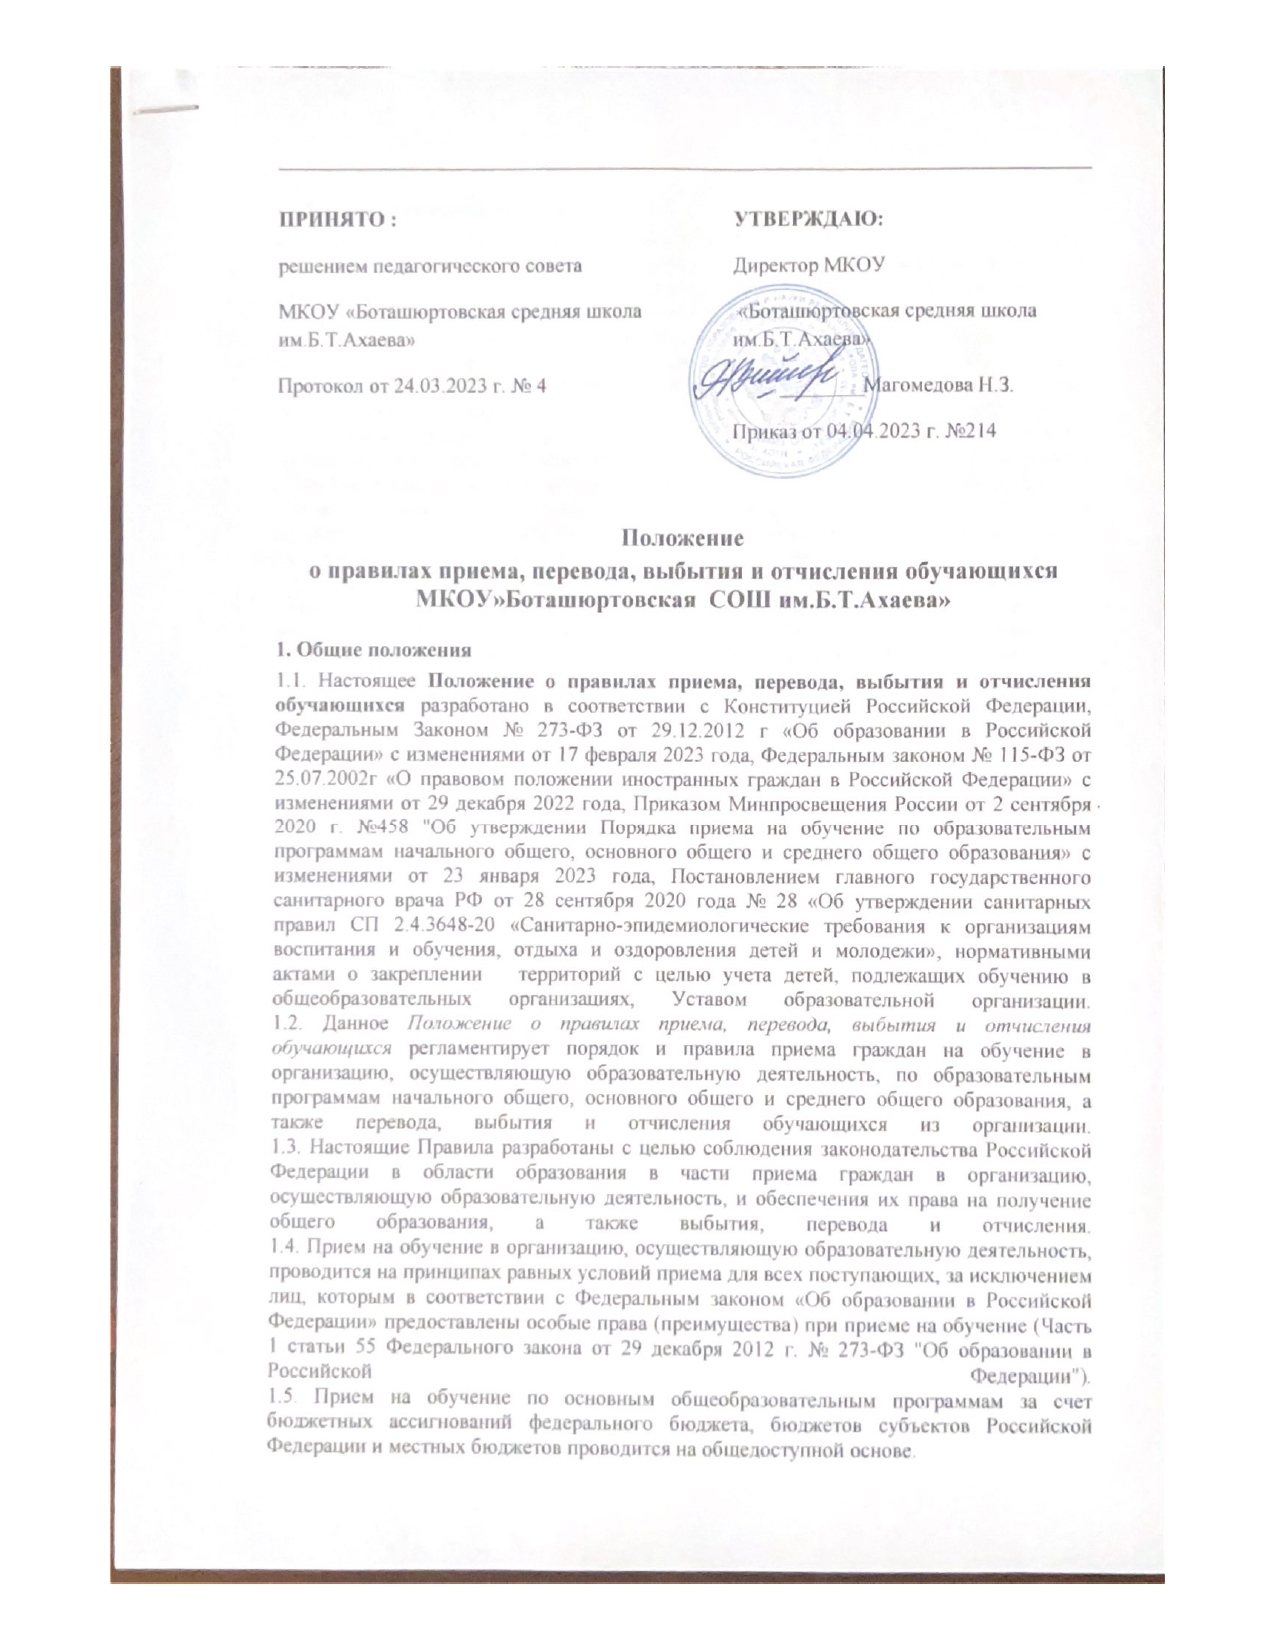 ПРИНЯТО :
УТВЕРЖДАЮ:
решением педагогического совета
Директор МКОУ
МКОУ «Боташюртовская средняя школа
им.Б.Т.Ахаева»
«Боташюртовская средняя школа
им.Б.Т.Ахаева»
Протокол от 24.03.2023 г. № 4
Магомедова Н.З.
Приказ от 04.04.2023 г. №214
Положение
о правилах приема, перевода, выбытия и отчисления обучающихся
МКОУ»Боташюртовская СОШ им.Б.Т.Ахаева»
1. Общие положения
1.1. Настоящее Положение о правилах приема, перевода, выбытия и отчисления
обучающихся разработано в соответствии с Конституцией Российской Федерации,
Федеральным Законом № 273-ФЗ от 29.12.2012 г «Об образовании в Российской
Федерации» с изменениями от 17 февраля 2023 года, Федеральным законом № 115-ФЗ от
25.07.2002г «О правовом положении иностранных граждан в Российской Федерации» с
изменениями от 29 декабря 2022 года, Приказом Минпросвещения России от 2 сентября
2020 г. №458 "Об утверждении Порядка приема на обучение по образовательным
программам начального общего, основного общего и среднего общего образования» с
изменениями от 23 января 2023 года, Постановлением главного государственного
санитарного врача РФ от 28 сентября 2020 года № 28 «Об утверждении санитарных
правил СП 2.4.3648-20 «Санитарно-эпидемиологические требования к организациям
воспитания и обучения, отдыха и оздоровления детей и молодежи», нормативными
актами о закреплении территорий с целью учета детей, подлежащих обучению в
общеобразовательных организациях, Уставом образовательной организации.
1.2. Данное Положение о правилах приема, перевода, выбытия и отчисления
обучающихся регламентирует порядок и правила приема граждан на обучение в
организацию, осуществляющую образовательную деятельность, по образовательным
программам начального общего, основного общего и среднего общего образования, а
также перевода, выбытия и отчисления обучающихся из организации.
1.3. Настоящие Правила разработаны с целью соблюдения законодательства Российской
Федерации в области образования в части приема граждан в организацию,
осуществляющую образовательную деятельность, и обеспечения их права на получение
общего образования, а также выбытия, перевода и отчисления.
1.4. Прием на обучение в организацию, осуществляющую образовательную деятельность,
проводится на принципах равных условий приема для всех поступающих, за исключением
лиц, которым в соответствии с Федеральным законом «Об образовании в Российской
Федерации» предоставлены особые права (преимущества) при приеме на обучение (Часть
1 статьи 55 Федерального закона от 29 декабря 2012 г. № 273-ФЗ "Об образовании в
Российской Федерации").
1.5. Прием на обучение по основным общеобразовательным программам за счет
бюджетных ассигнований федерального бюджета, бюджетов субъектов Российской
Федерации и местных бюджетов проводится на общедоступной основе.